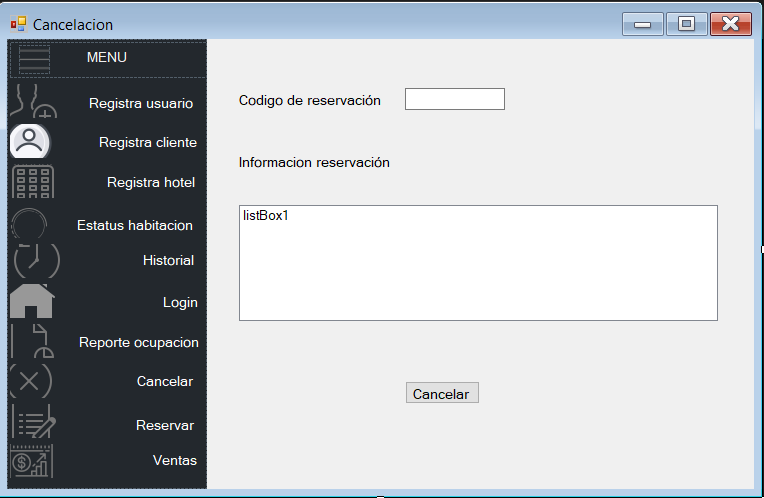 Cancelacion
MENU
Registra usuario
Registra cliente
Registra hotel
Estatus habitacion
Historial
Login
Reporte ocupacion
Cancelar
Reservar
Ventas
Codigo de reservación
Informacion reservación
listBox1
Cancelar